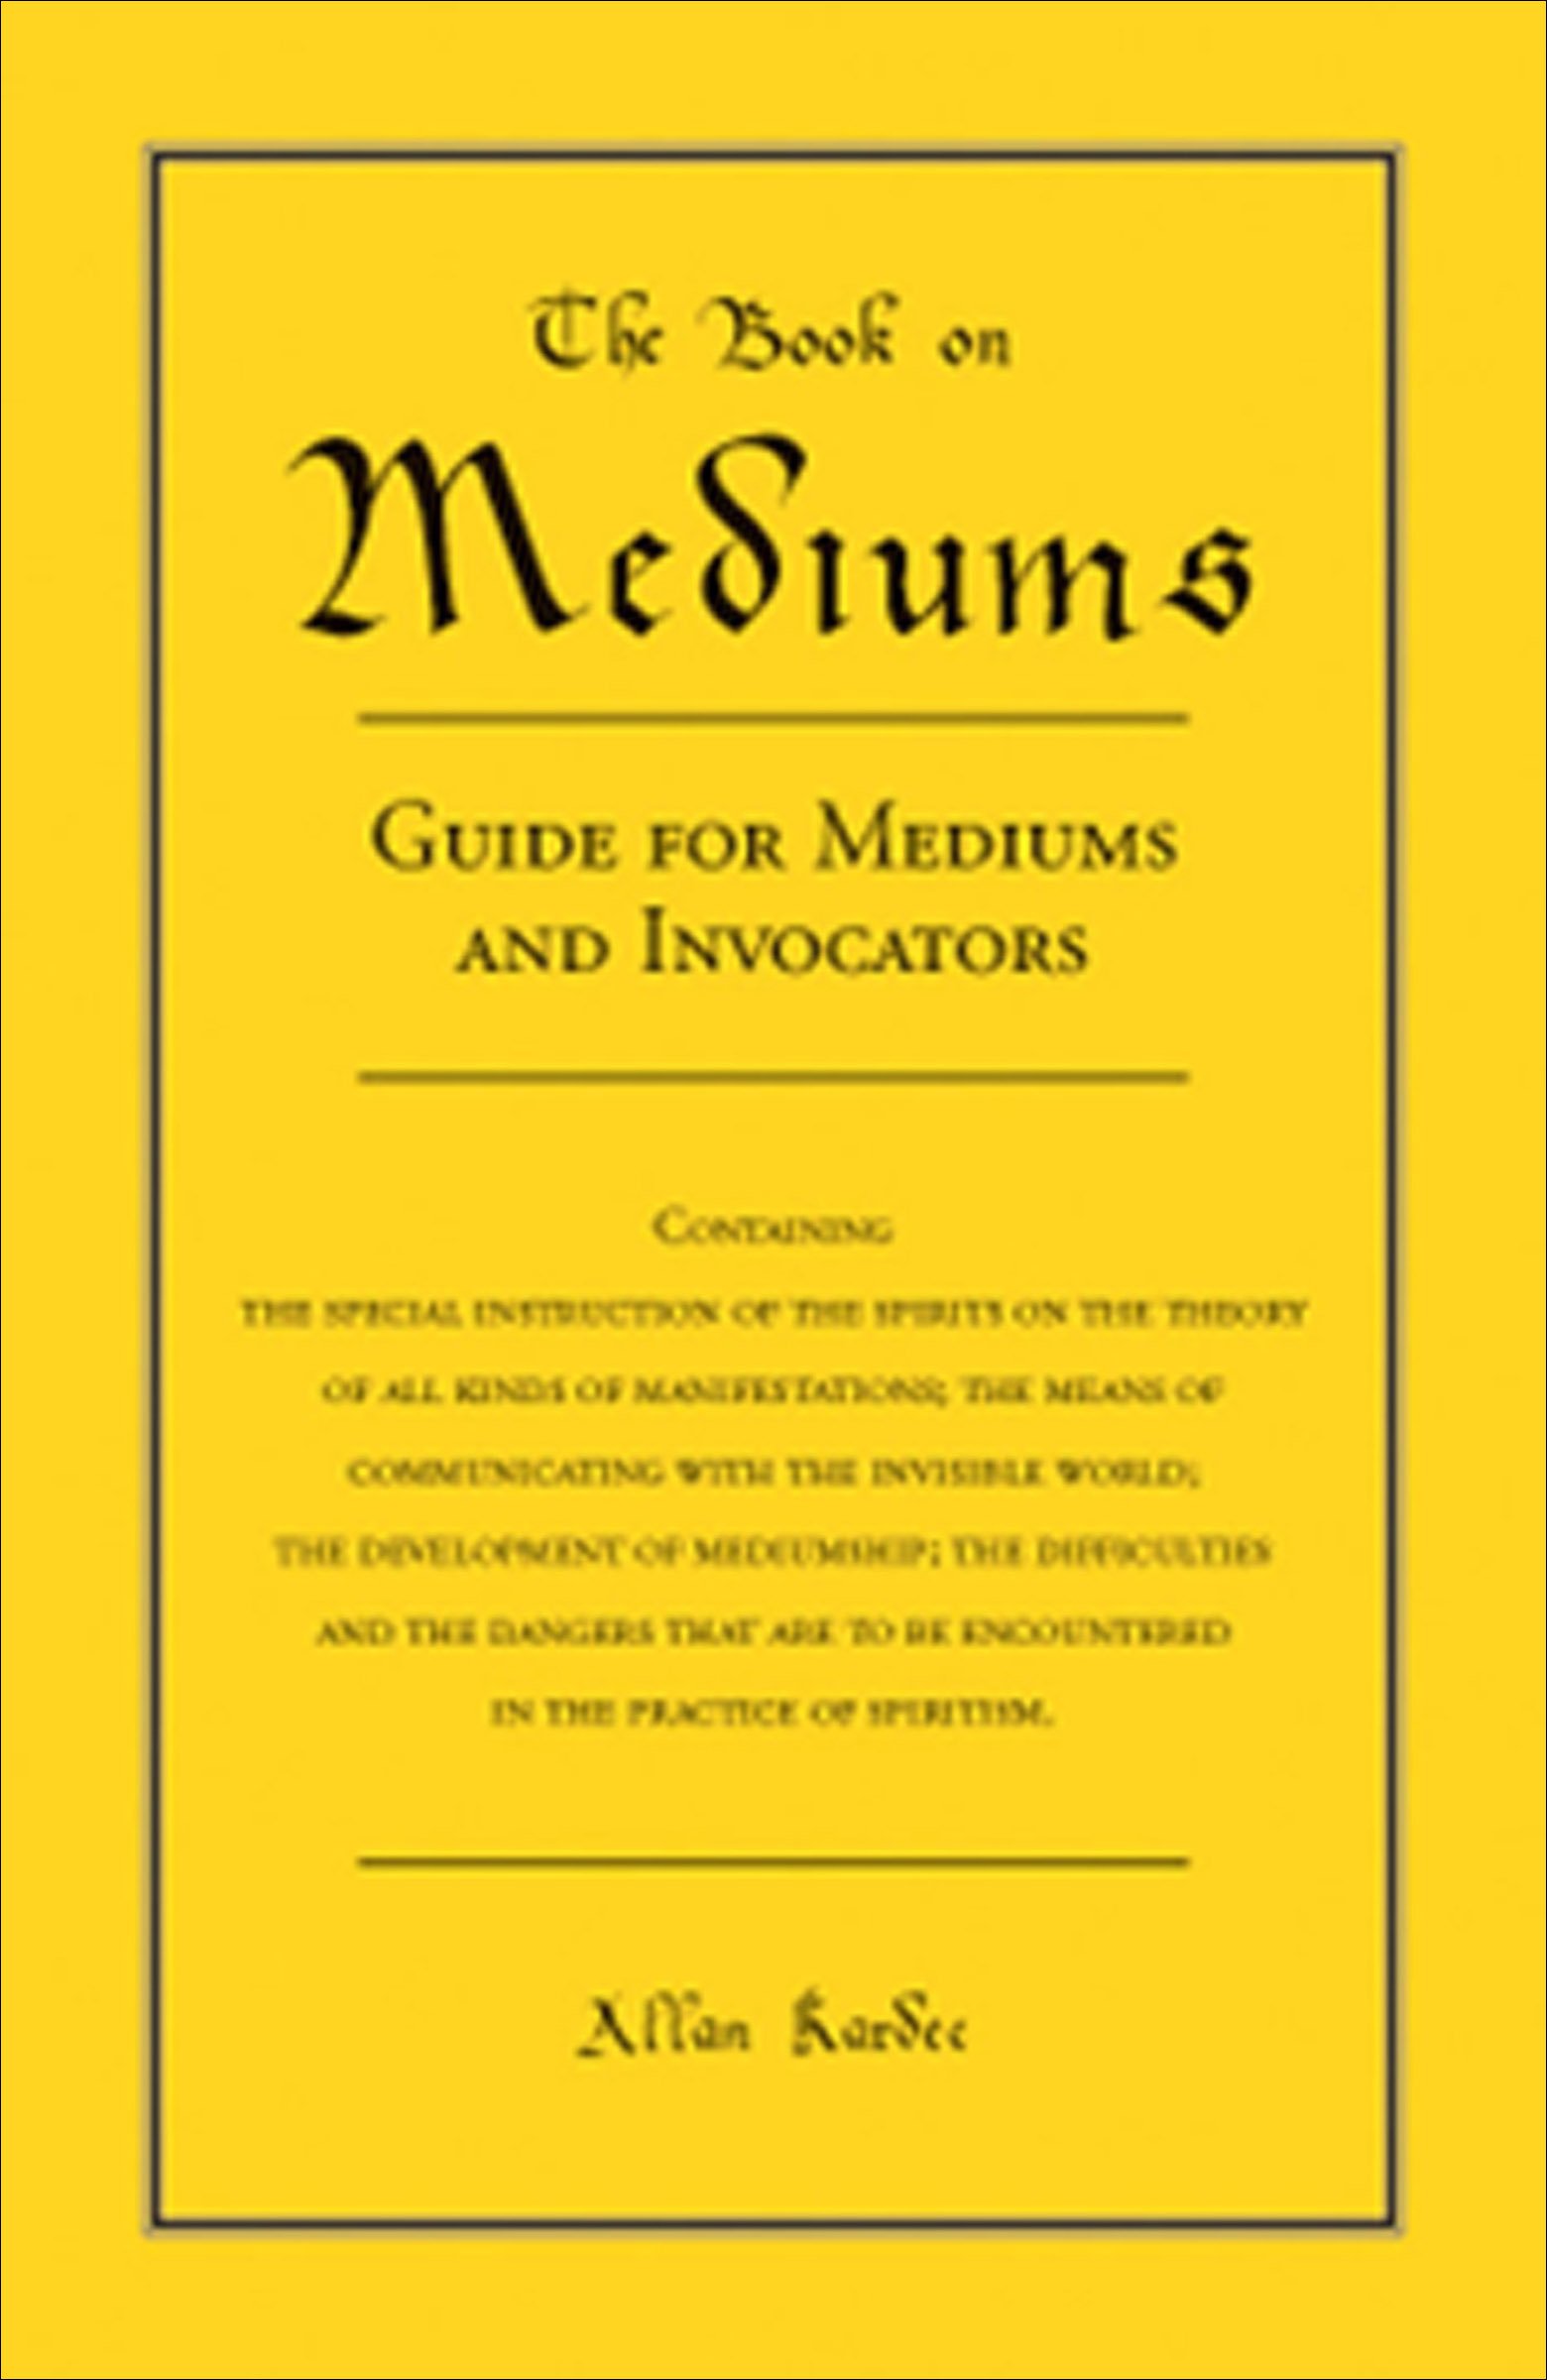 The Book on
Mediums
Guide for Mediums
and Invocators
Containing
the special instruction of the spirits on the theory
of all kinds of manifestations; the means of
communicating with the invisible world;
the development of mediumship; the difficulties
and the dangers that are to be encountered
in the practice of spiritism.
Allan Kardec